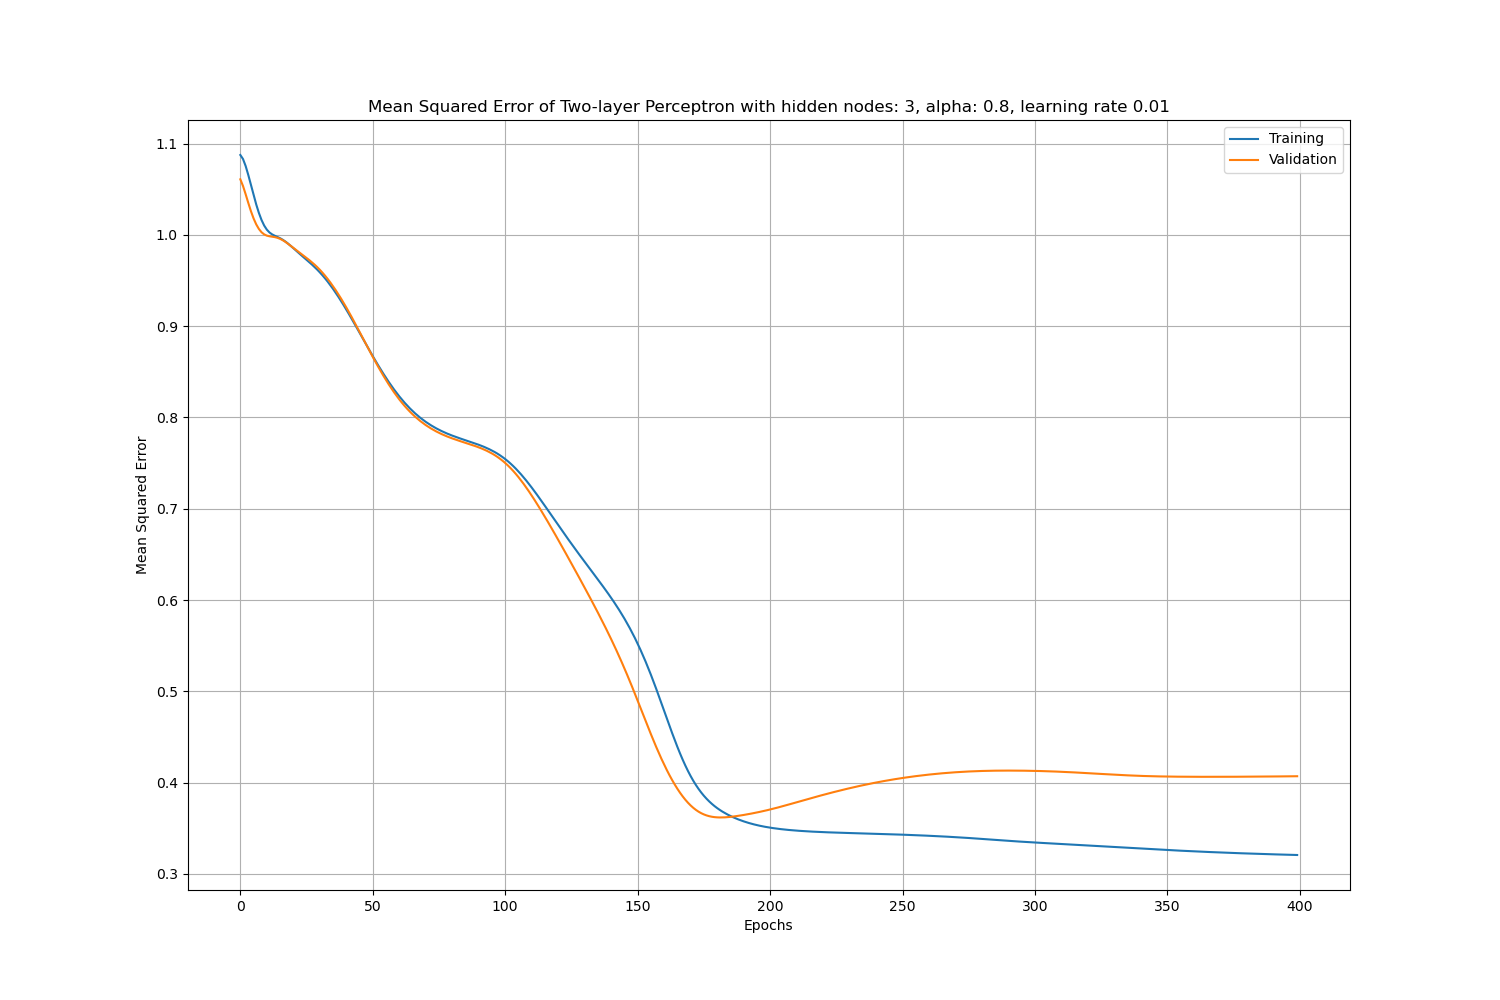 Mean Squared Error of Two-layer Perceptron with hidden nodes: 3, alpha: 0.8, learning rate 0.01
Training
Validation
1.1
1.0
0.9
0.8
0.7
0.6
0.5
0.4
0.3
Mean Squared Error
0 50 100 150 200 250 300 350 400
Epochs